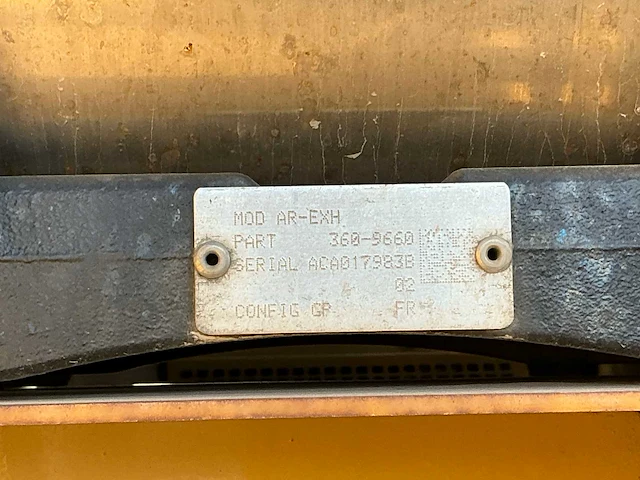 MOD AR-EXH
PART 360-9660
SERIAL ACA017983B
02
CONFIG GP FR